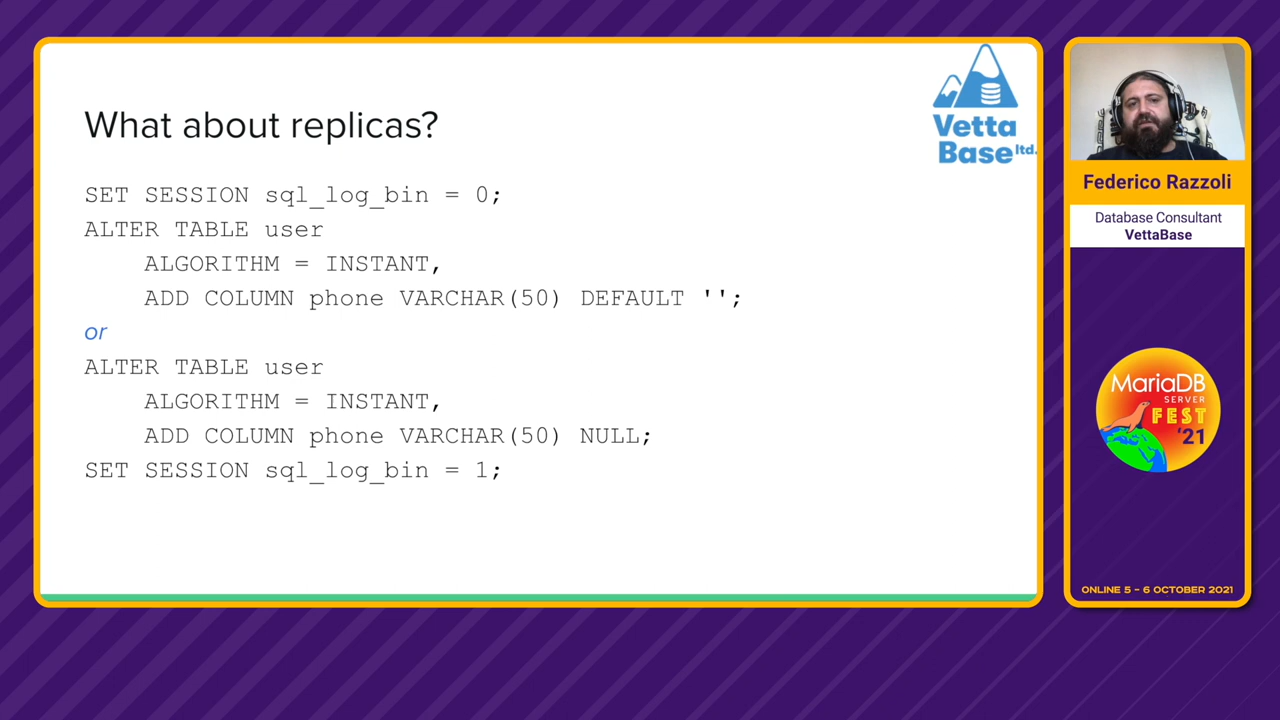 What about replicas?
Vetta
Base ltd.
SET SESSION sql_log_bin = 0;
ALTER TABLE user
ALGORITHM = INSTANT,
ADD COLUMN phone VARCHAR(50) DEFAULT '';
or
ALTER TABLE user
ALGORITHM = INSTANT,
ADD COLUMN phone VARCHAR(50) NULL;
SET SESSION sql_log_bin = 1;
Federico Razzoli
Database Consultant
VettaBase
MariaDB
SERVER
FEST
'21
ONLINE 5 – 6 OCTOBER 2021